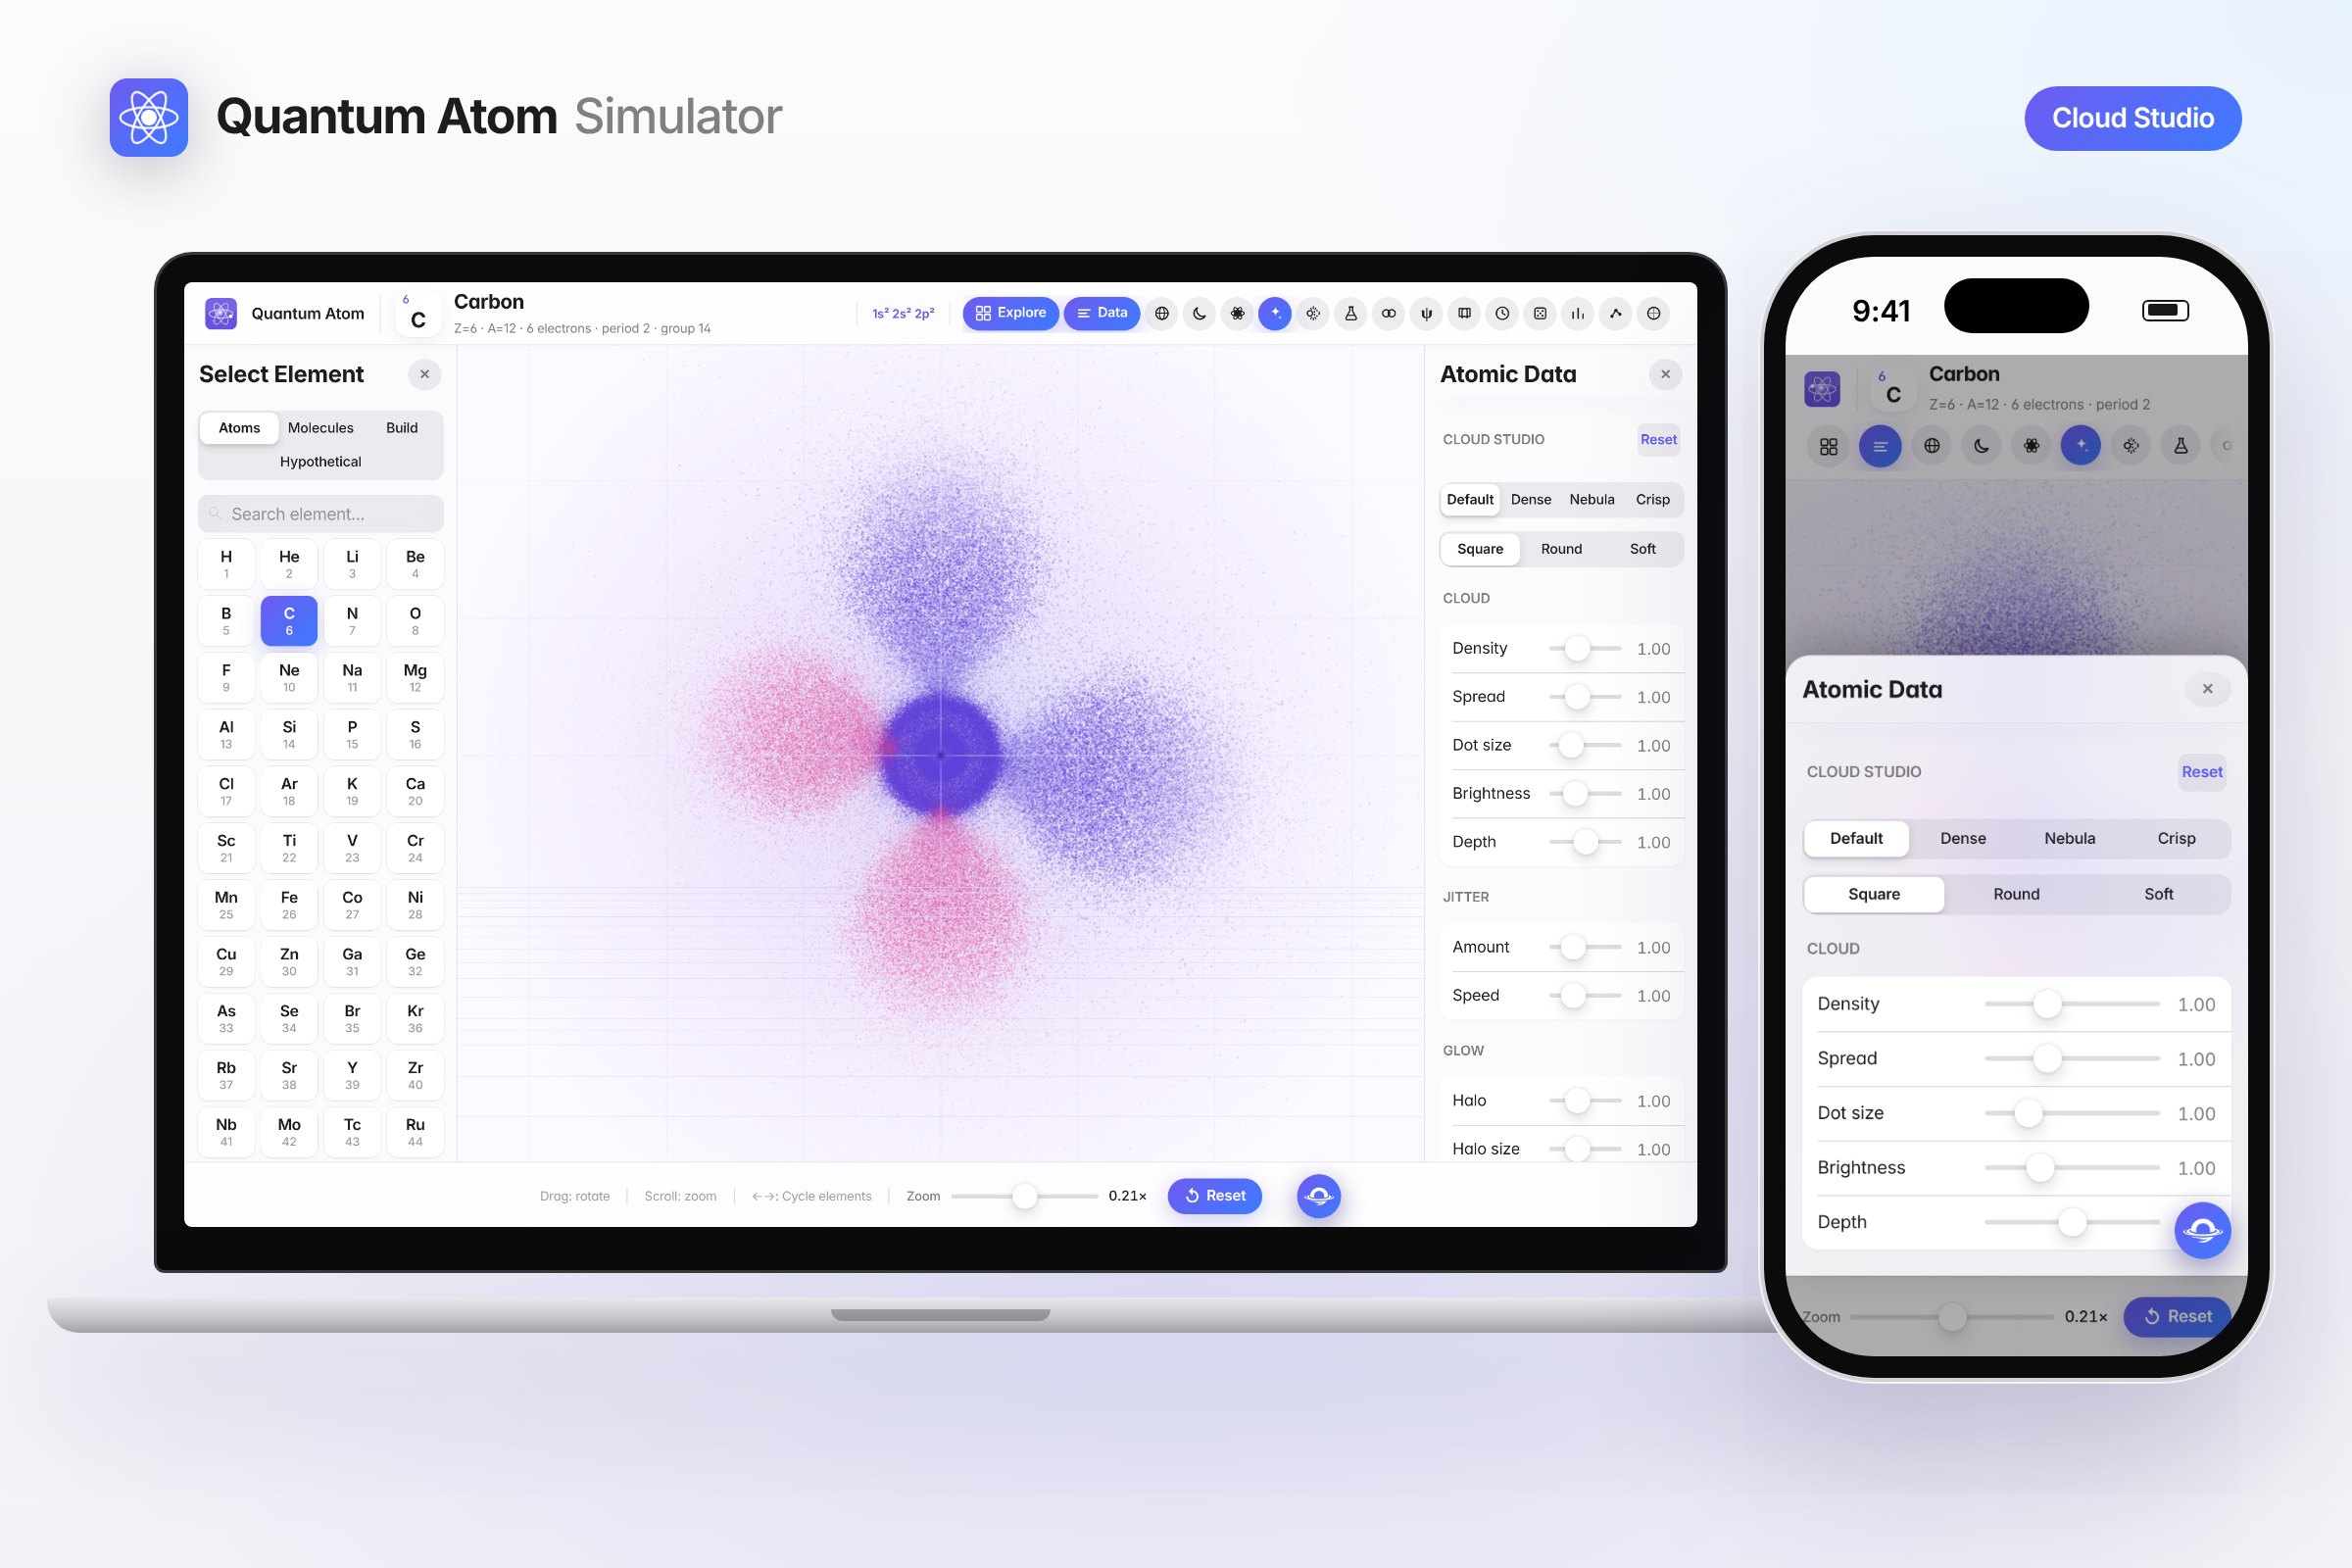 Quantum Atom Simulator
Cloud Studio
Quantum Atom
6
C
Carbon
Z=6 · A=12 · 6 electrons · period 2 · group 14
1s² 2s² 2p²
Explore
Data
Select Element
×
Atoms Molecules Build
Hypothetical
Search element...
H He Li Be
1 2 3 4
B C N O
5 6 7 8
F Ne Na Mg
9 10 11 12
Al Si P S
13 14 15 16
Cl Ar K Ca
17 18 19 20
Sc Ti V Cr
21 22 23 24
Mn Fe Co Ni
25 26 27 28
Cu Zn Ga Ge
29 30 31 32
As Se Br Kr
33 34 35 36
Rb Sr Y Zr
37 38 39 40
Nb Mo Tc Ru
41 42 43 44
Atomic Data
×
CLOUD STUDIO Reset
Default Dense Nebula Crisp
Square Round Soft
CLOUD
Density 1.00
Spread 1.00
Dot size 1.00
Brightness 1.00
Depth 1.00
JITTER
Amount 1.00
Speed 1.00
GLOW
Halo 1.00
Halo size 1.00
Drag: rotate Scroll: zoom ←→: Cycle elements Zoom 0.21× Reset
9:41
6
C
Carbon
Z=6 · A=12 · 6 electrons · period 2
Atomic Data
×
CLOUD STUDIO Reset
Default Dense Nebula Crisp
Square Round Soft
CLOUD
Density 1.00
Spread 1.00
Dot size 1.00
Brightness 1.00
Depth
Zoom 0.21× Reset